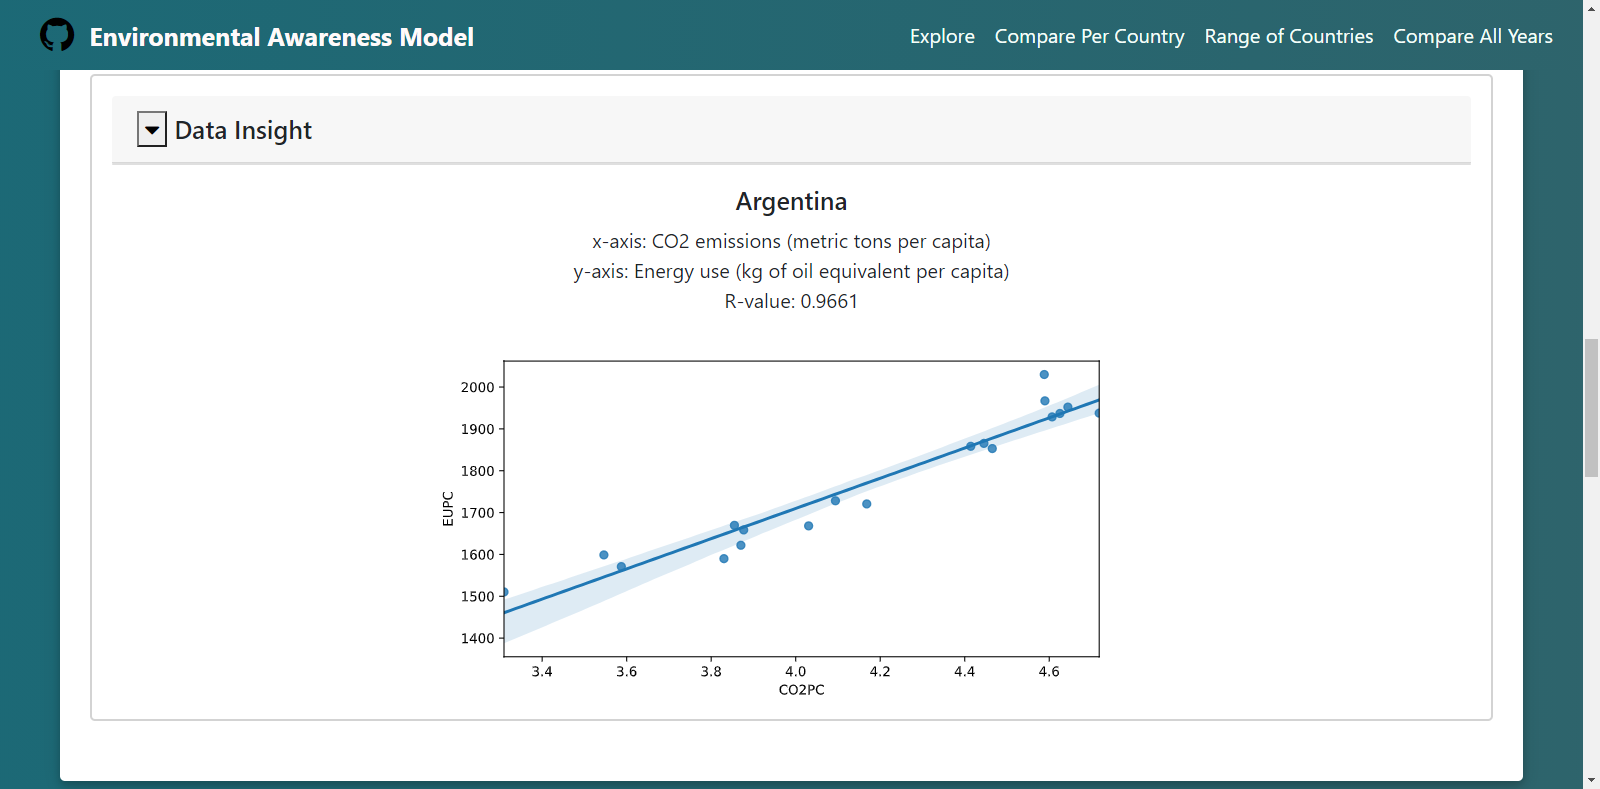 Environmental Awareness Model
Explore Compare Per Country Range of Countries Compare All Years
Data Insight
Argentina
x-axis: CO2 emissions (metric tons per capita)
y-axis: Energy use (kg of oil equivalent per capita)
R-value: 0.9661
2000
1900
1800
1700
1600
1500
1400
EUPC
3.4 3.6 3.8 4.0 4.2 4.4 4.6
CO2PC